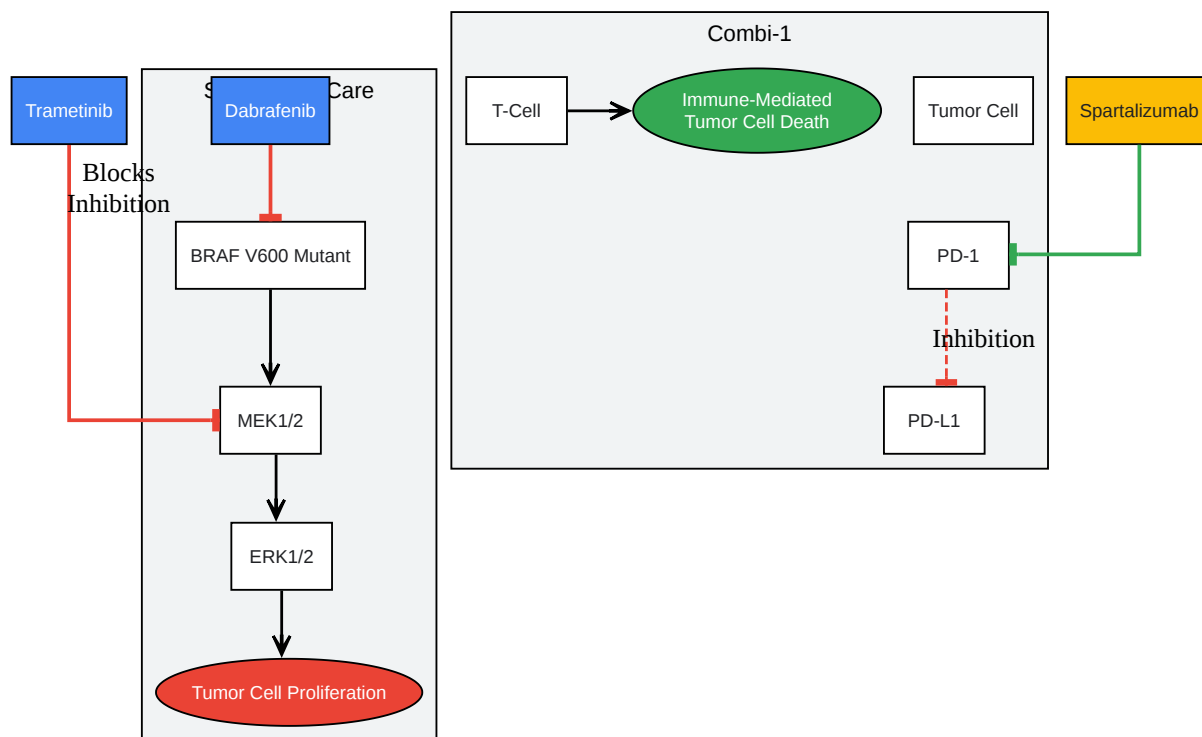 Combi-1
Care
Trametinib
Dabrafenib
T-Cell
Immune-Mediated
Tumor Cell Death
Tumor Cell
Spartalizumab
Blocks
Inhibition
BRAF V600 Mutant
PD-1
Inhibition
MEK1/2
PD-L1
ERK1/2
Tumor Cell Proliferation